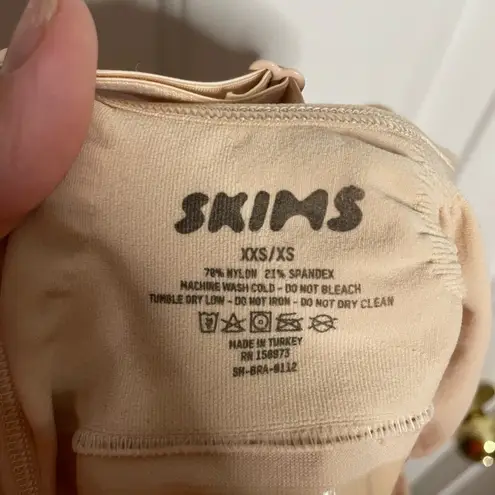 SKIMS
XXS/XS
79% NYLON 21% SPANDEX
MACHINE WASH COLD - DO NOT BLEACH
TUMBLE DRY LOW - DO NOT IRON - DO NOT DRY CLEAN
MADE IN TURKEY
RN 158973
SH-BRA-0112